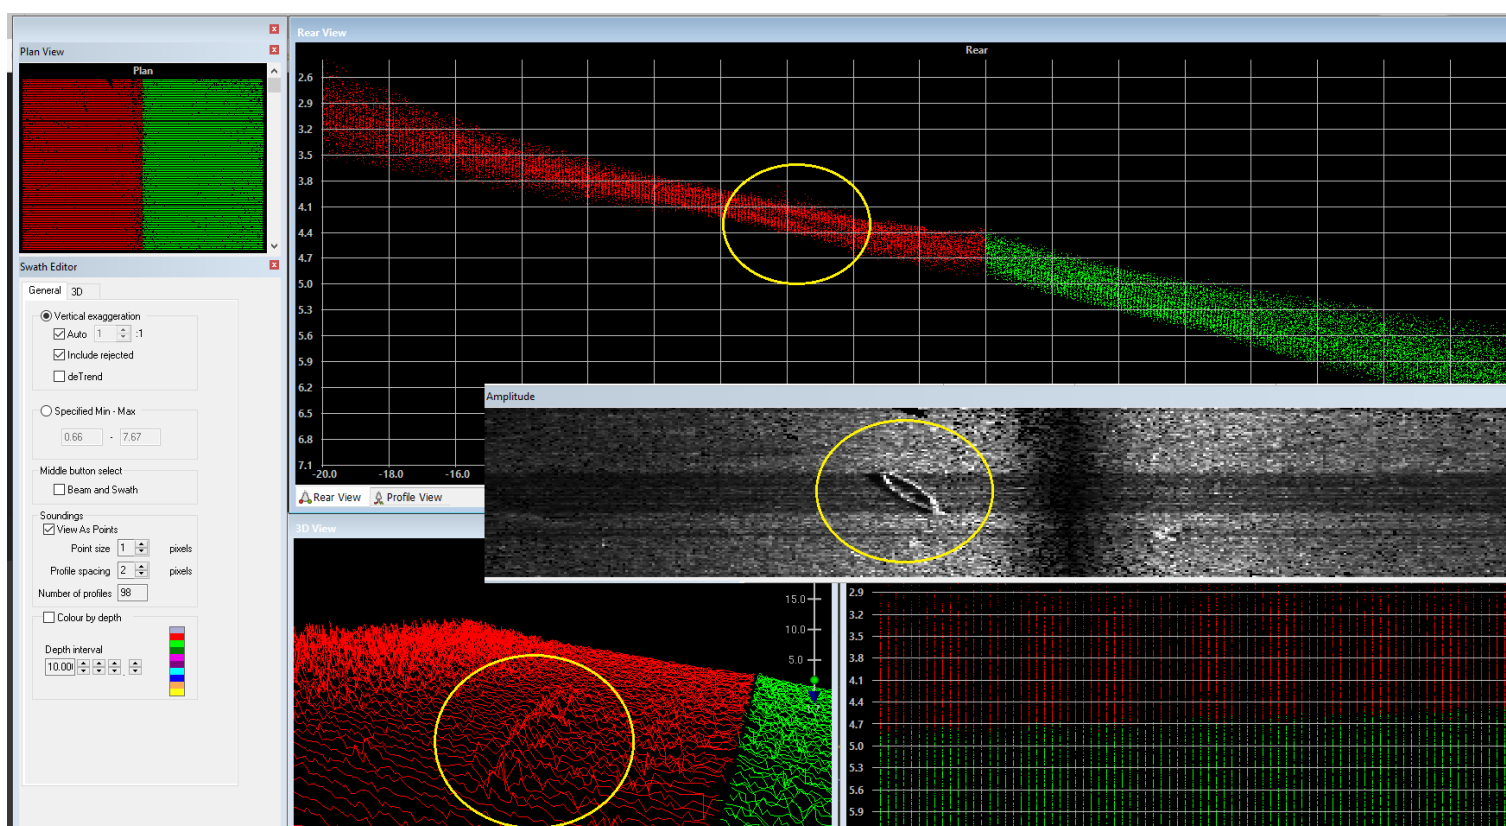 Plan View
Plan
Swath Editor
General 3D
Vertical exaggeration
Auto 1 :1
Include rejected
deTrend
Specified Min - Max
0.66 - 7.67
Middle button select
Beam and Swath
Soundings
View As Points
Point size 1 pixels
Profile spacing 2 pixels
Number of profiles 98
Colour by depth
Depth interval
10.00
Rear View
Rear
2.6
2.9
3.2
3.5
3.8
4.1
4.4
4.7
5.0
5.3
5.6
5.9
6.2
6.5
6.8
7.1
-20.0 -18.0 -16.0
Rear View Profile View
Amplitude
3D View
15.0
10.0
5.0
2.9
3.2
3.5
3.8
4.1
4.4
4.7
5.0
5.3
5.6
5.9